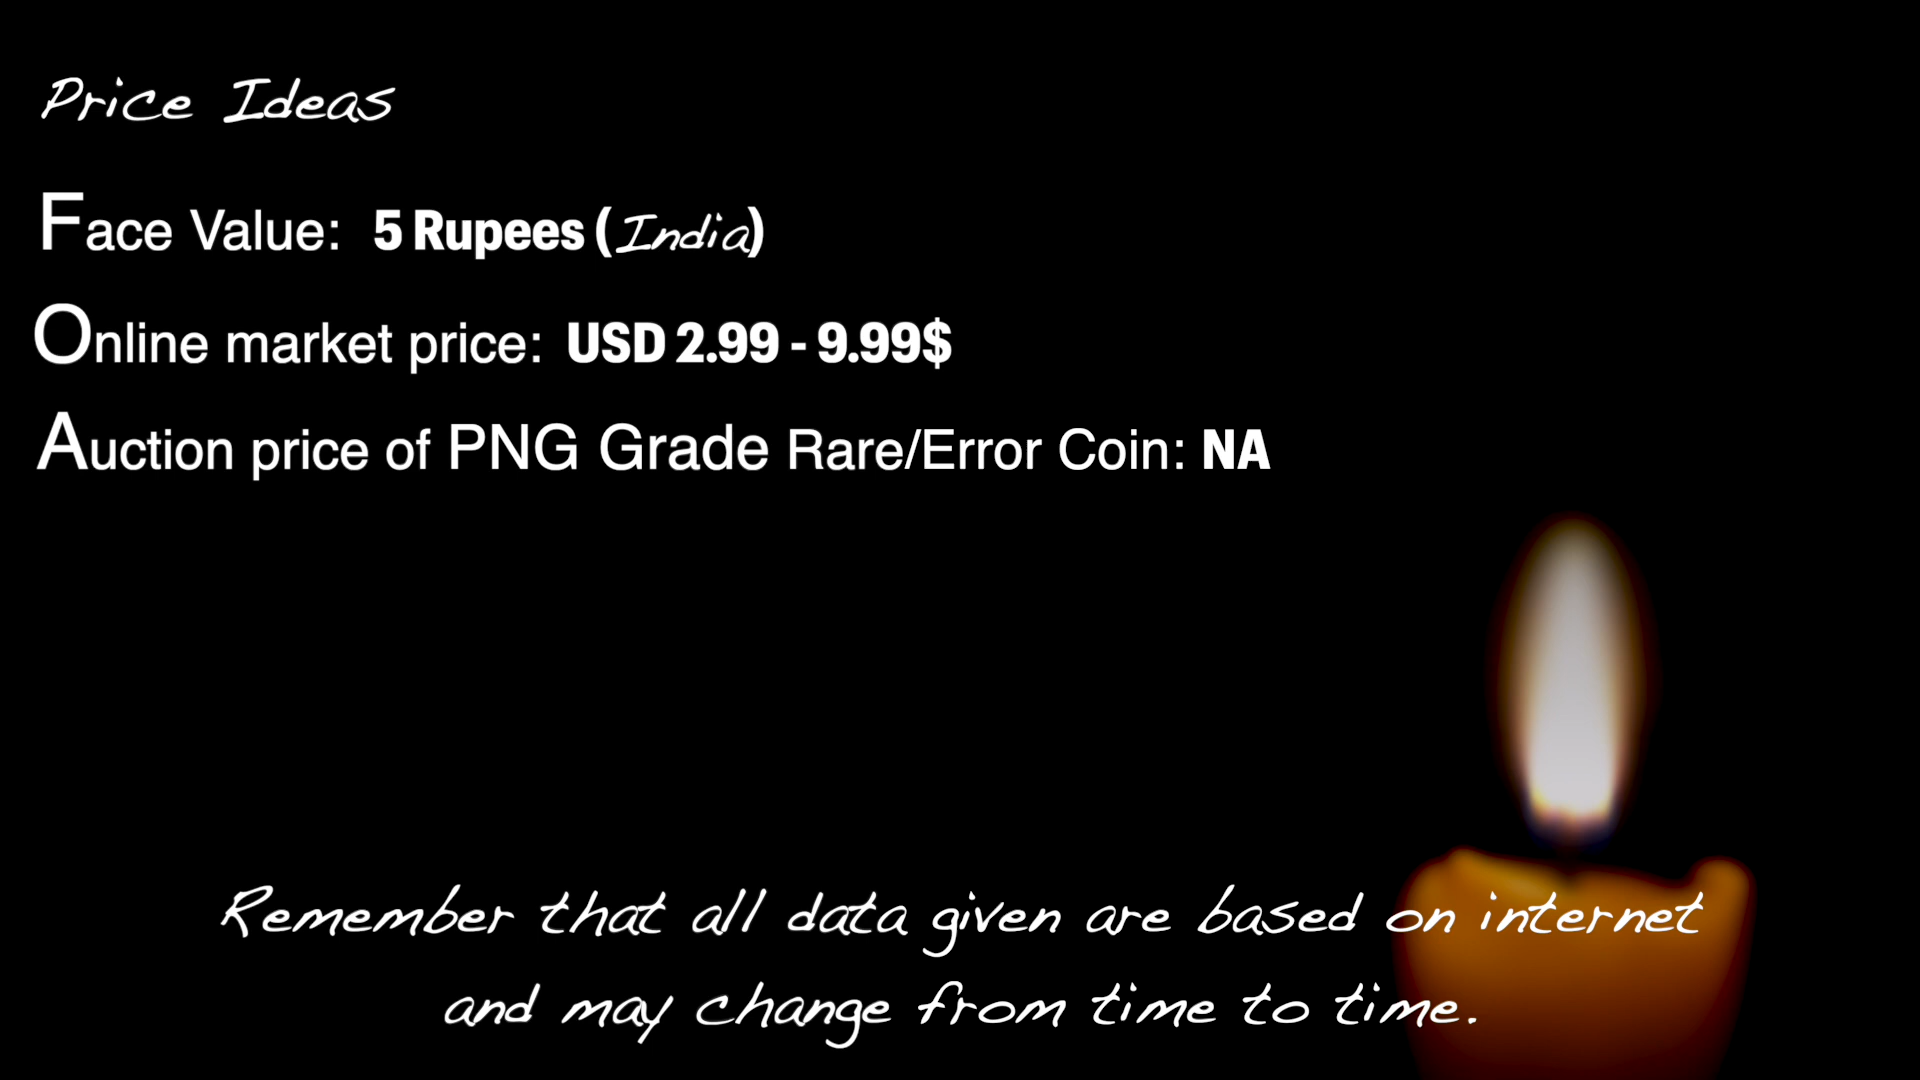 Price Ideas
Face Value: 5 Rupees (India)
Online market price: USD 2.99 - 9.99$
Auction price of PNG Grade Rare/Error Coin: NA
Remember that all data given are based on internet
and may change from time to time.